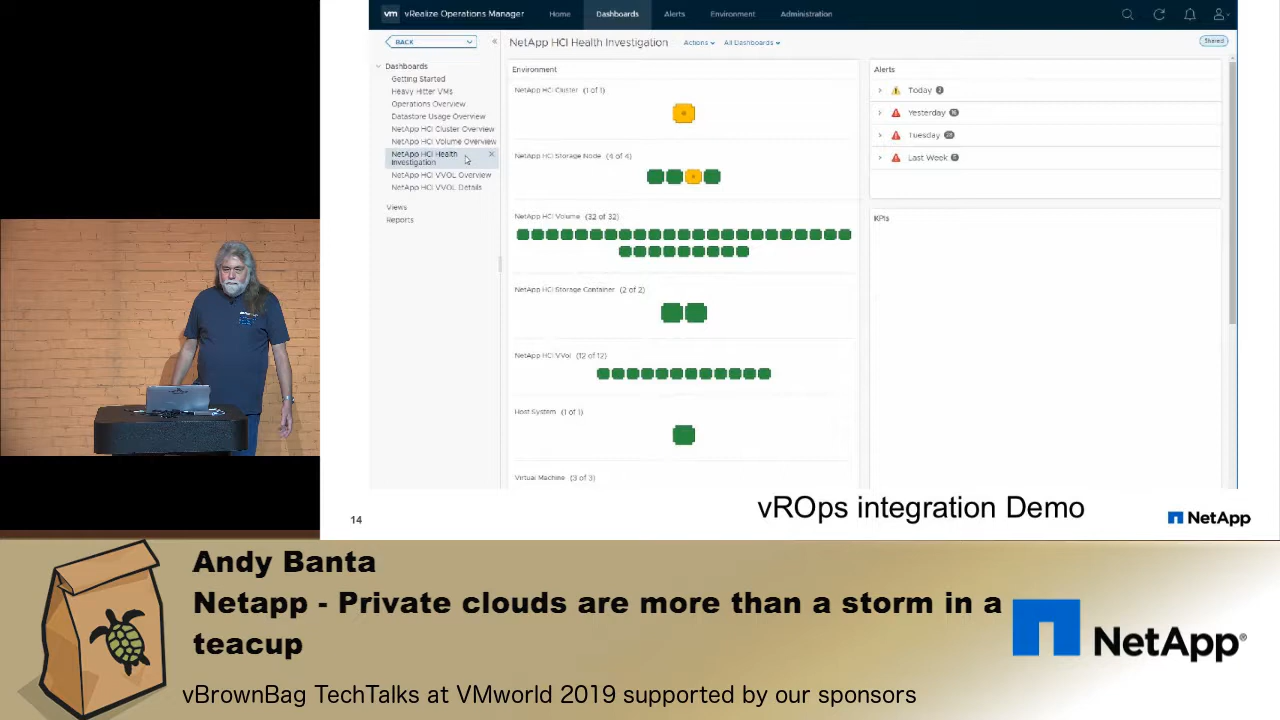 vm vRealize Operations Manager
Home
Dashboards
Alerts
Environment
Administration
BACK
NetApp HCI Health Investigation
Actions
All Dashboards
Shared
Dashboards
Getting Started
Heavy Hitter VMs
Operations Overview
Datastore Usage Overview
NetApp HCI Cluster Overview
NetApp HCI Volume Overview
NetApp HCI Health
Investigation
NetApp HCI VVOL Overview
NetApp HCI VVOL Details
Views
Reports
Environment
NetApp HCI Cluster (1 of 1)
NetApp HCI Storage Node (4 of 4)
NetApp HCI Volume (32 of 32)
NetApp HCI Storage Container (2 of 2)
NetApp HCI VVol (12 of 12)
Host System (1 of 1)
Virtual Machine (3 of 3)
Alerts
Today
Yesterday
Tuesday
Last Week
KPIs
14
vROps integration Demo
NetApp
Andy Banta
Netapp - Private clouds are more than a storm in a
teacup
NetApp®
vBrownBag TechTalks at VMworld 2019 supported by our sponsors